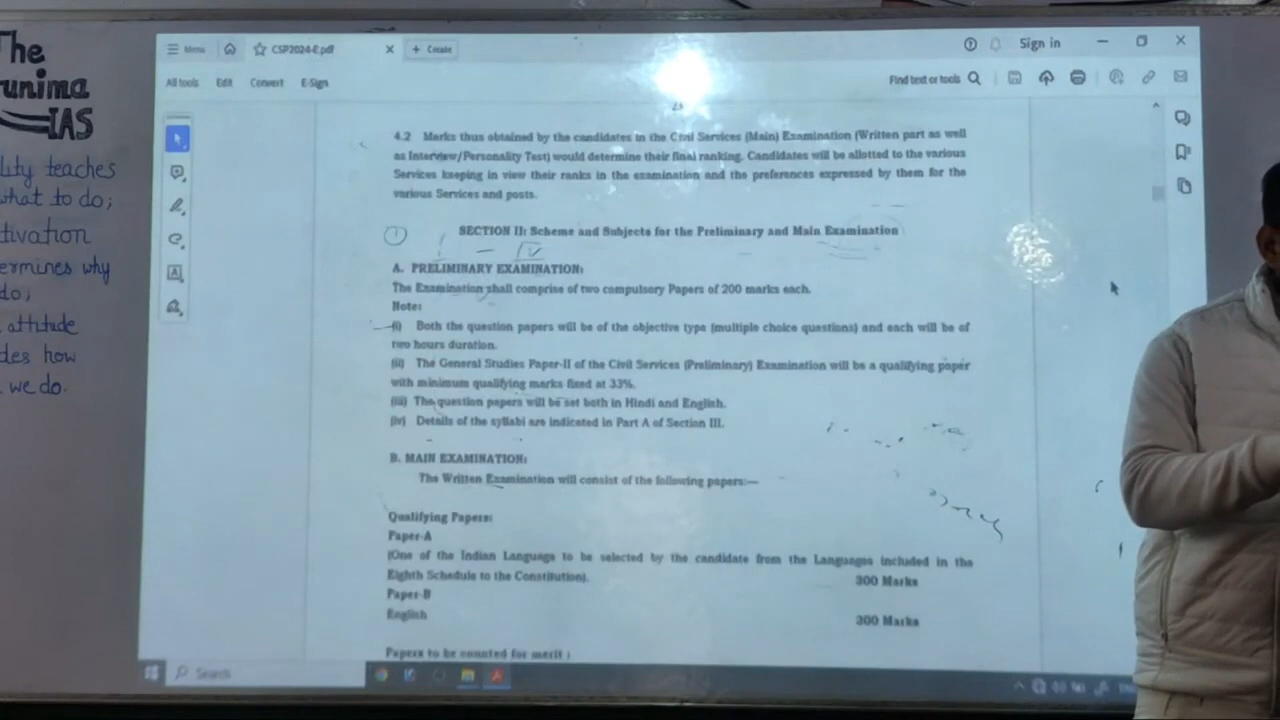 The
unima
IAS
lity teaches
what to do;
tivation
ermines why
do;
attitude
des how
we do.
Menu
CSP2024-E.pdf
+ Create
Sign in
All tools Edit Convert E-Sign
Find text or tools
4.2 Marks thus obtained by the candidates in the Civil Services (Main) Examination (Written part as well
as Interview/Personality Test) would determine their final ranking. Candidates will be allotted to the various
Services keeping in view their ranks in the examination and the preferences expressed by them for the
various Services and posts.
SECTION II: Scheme and Subjects for the Preliminary and Main Examination
A. PRELIMINARY EXAMINATION:
The Examination shall comprise of two compulsory Papers of 200 marks each.
Note:
(i) Both the question papers will be of the objective type (multiple choice questions) and each will be of
two hours duration.
(ii) The General Studies Paper-II of the Civil Services (Preliminary) Examination will be a qualifying paper
with minimum qualifying marks fixed at 33%.
(iii) The question papers will be set both in Hindi and English.
(iv) Details of the syllabi are indicated in Part A of Section III.
B. MAIN EXAMINATION:
The Written Examination will consist of the following papers:—
Qualifying Papers:
Paper-A
(One of the Indian Language to be selected by the candidate from the Languages included in the
Eighth Schedule to the Constitution). 300 Marks
Paper-B
English 300 Marks
Papers to be counted for merit :
Search